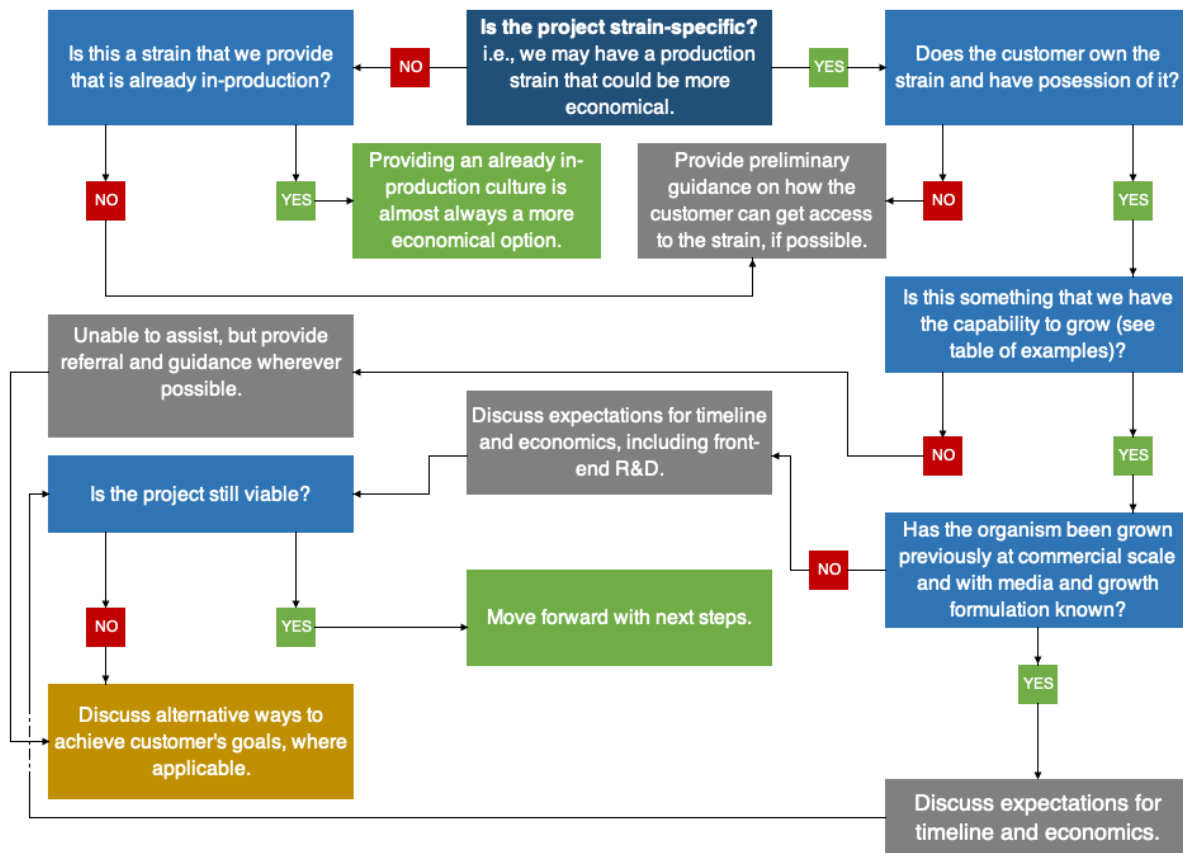 Is this a strain that we provide
that is already in-production?
NO
Is the project strain-specific?
i.e., we may have a production
strain that could be more
economical.
YES
Does the customer own the
strain and have posession of it?
NO
YES
Providing an already in-
production culture is
almost always a more
economical option.
Provide preliminary
guidance on how the
customer can get access
to the strain, if possible.
NO
YES
Is this something that we have
the capability to grow (see
table of examples)?
Unable to assist, but provide
referral and guidance wherever
possible.
NO
YES
Discuss expectations for timeline
and economics, including front-
end R&D.
Is the project still viable?
Has the organism been grown
previously at commercial scale
and with media and growth
formulation known?
NO
NO
YES
Move forward with next steps.
YES
Discuss alternative ways to
achieve customer's goals, where
applicable.
Discuss expectations for
timeline and economics.